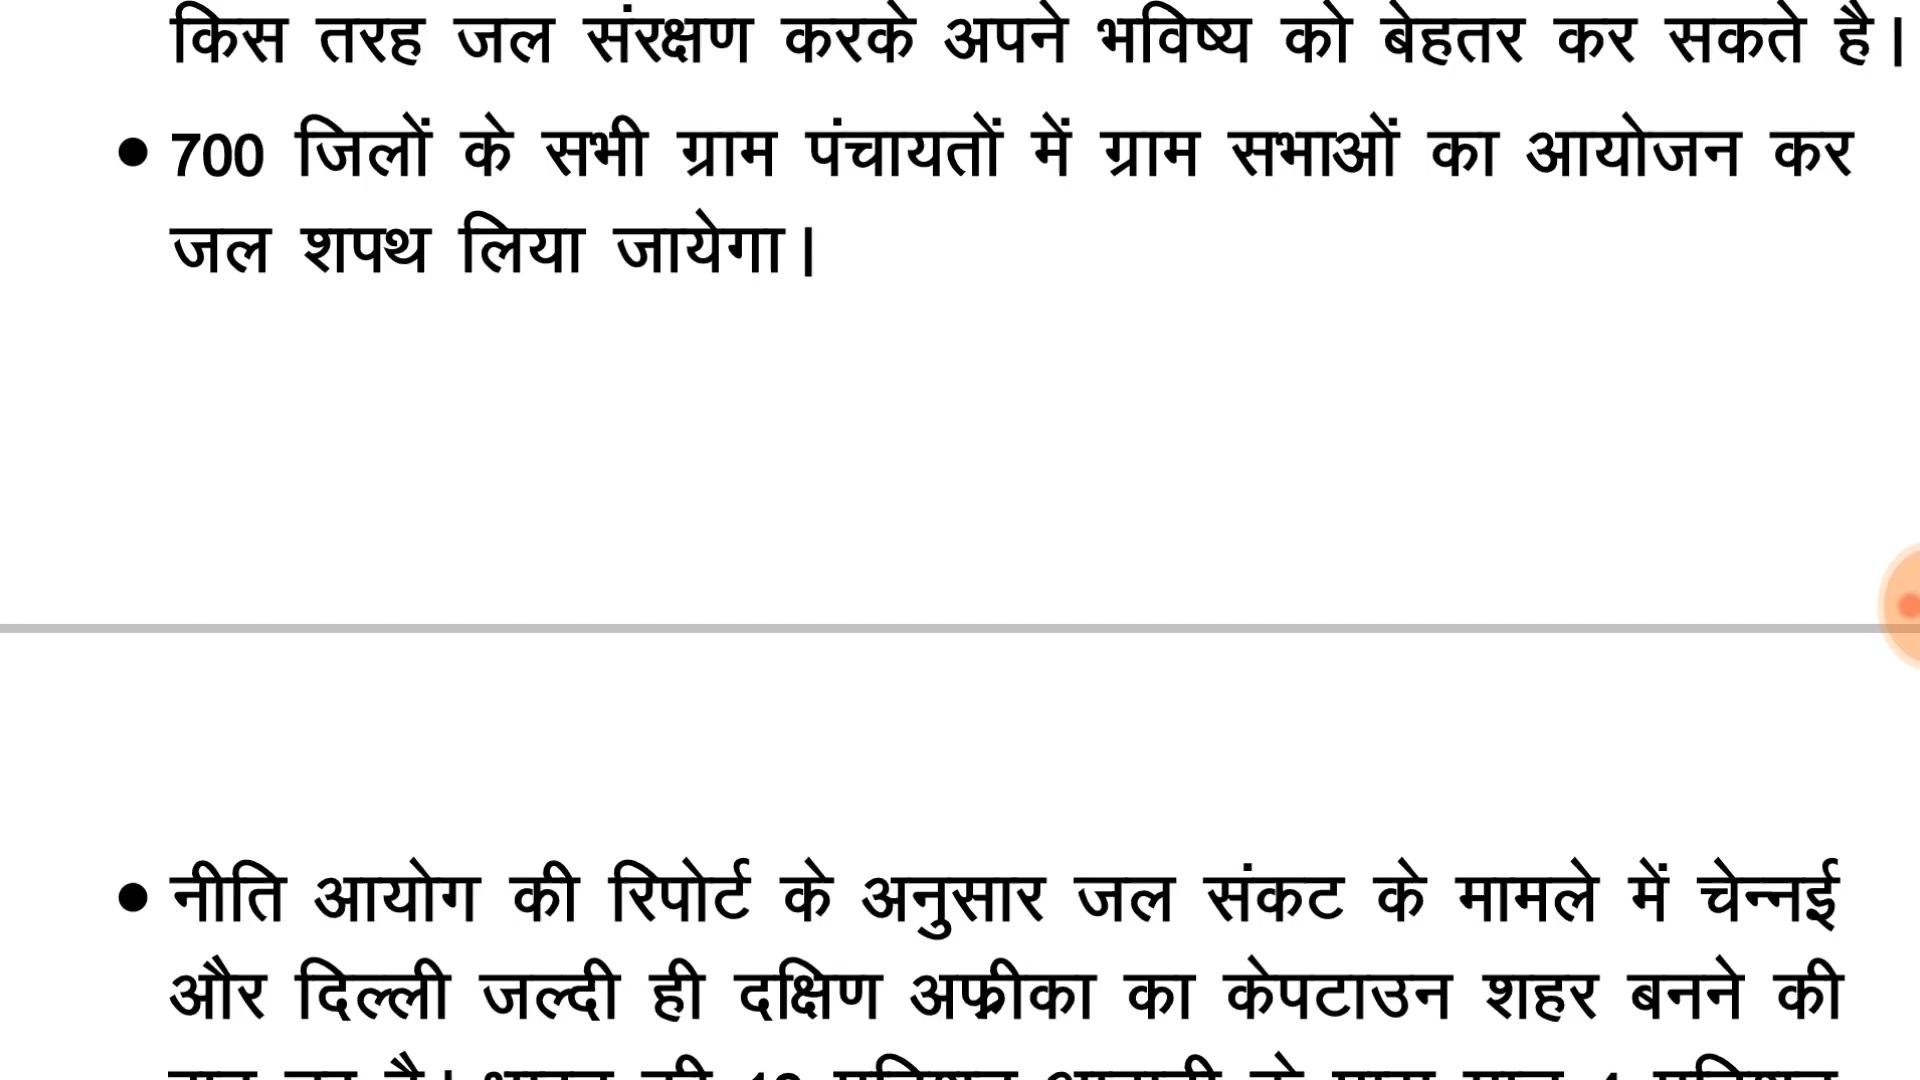 किस तरह जल संरक्षण करके अपने भविष्य को बेहतर कर सकते है।
• 700 जिलों के सभी ग्राम पंचायतों में ग्राम सभाओं का आयोजन कर
जल शपथ लिया जायेगा।
• नीति आयोग की रिपोर्ट के अनुसार जल संकट के मामले में चेन्नई
और दिल्ली जल्दी ही दक्षिण अफ्रीका का केपटाउन शहर बनने की